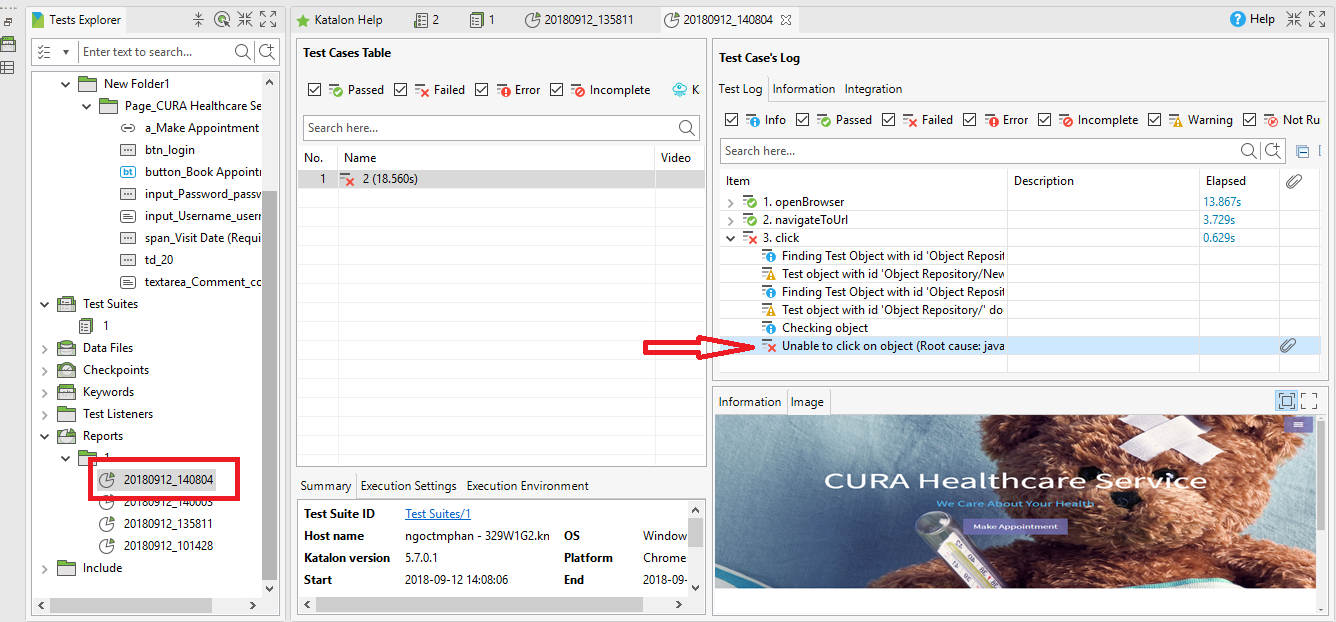 Tests Explorer
Enter text to search...
New Folder1
Page_CURA Healthcare Se
a_Make Appointment
btn_login
bt button_Book Appointr
input_Password_passw
input_Username_usern
span_Visit Date (Requi
td_20
textarea_Comment_co
Test Suites
1
Data Files
Checkpoints
Keywords
Test Listeners
Reports
1
20180912_140804
20180912_140003
20180912_135811
20180912_101428
Include
Katalon Help
2
1
20180912_135811
20180912_140804
Help
Test Cases Table
Passed Failed Error Incomplete K
Search here...
No. Name Video
1 2 (18.560s)
Summary Execution Settings Execution Environment
Test Suite ID Test Suites/1
Host name ngoctmphan - 329W1G2.kn OS Window
Katalon version 5.7.0.1 Platform Chrome
Start 2018-09-12 14:08:06 End 2018-09-
Test Case's Log
Test Log Information Integration
Info Passed Failed Error Incomplete Warning Not Ru
Search here...
Item Description Elapsed
1. openBrowser 13.867s
2. navigateToUrl 3.729s
3. click 0.629s
Finding Test Object with id 'Object Reposit
Test object with id 'Object Repository/New
Finding Test Object with id 'Object Reposit
Test object with id 'Object Repository/' do
Checking object
Unable to click on object (Root cause: java
Information Image
CURA Healthcare Service
We Care About Your Health
Make Appointment